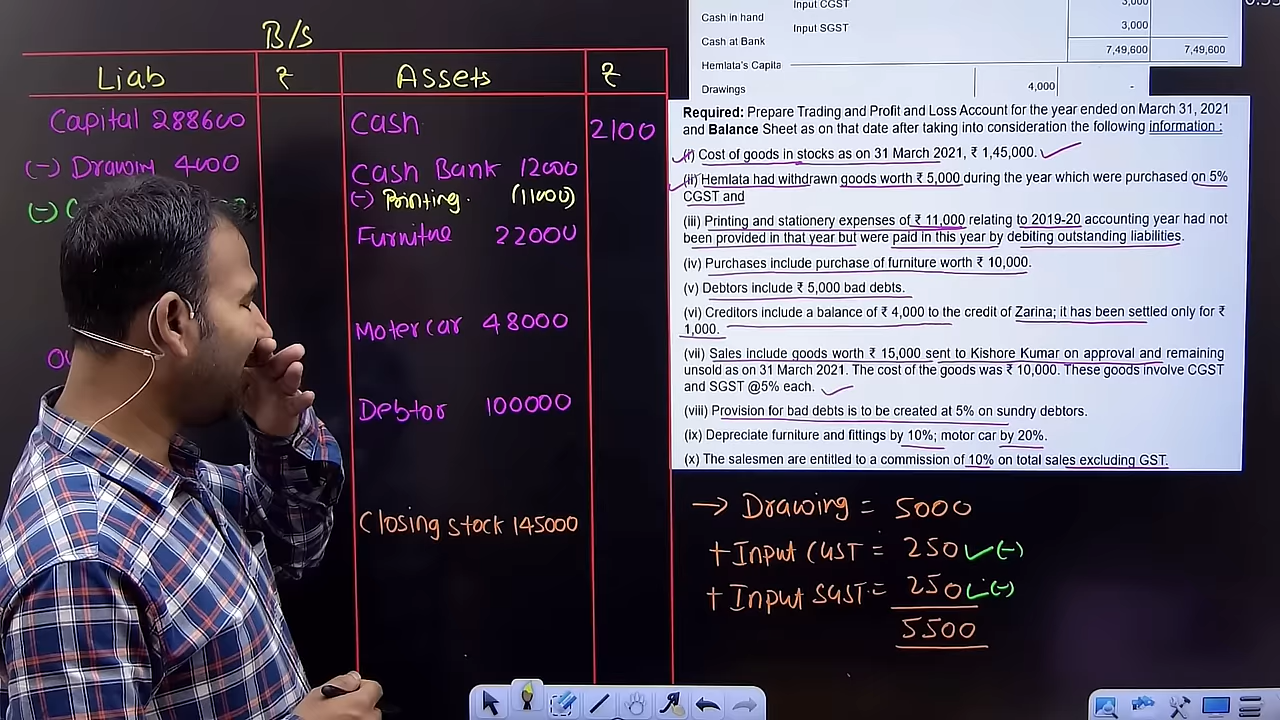 B/S
Liab ₹ Assets ₹
Capital 288600
(-) Drawing 4000
(-)
Cash 2100
Cash Bank 12000
(-) Printing. (11000)
Furnitue 22000
Motercar 48000
Debtor 100000
Closing stock 145000
Input CGST 3,000
Cash in hand
Input SGST 3,000
Cash at Bank
7,49,600 7,49,600
Hemlata's Capita
Drawings 4,000 -
Required: Prepare Trading and Profit and Loss Account for the year ended on March 31, 2021
and Balance Sheet as on that date after taking into consideration the following information :
(i) Cost of goods in stocks as on 31 March 2021, ₹ 1,45,000.
(ii) Hemlata had withdrawn goods worth ₹ 5,000 during the year which were purchased on 5%
CGST and
(iii) Printing and stationery expenses of ₹ 11,000 relating to 2019-20 accounting year had not
been provided in that year but were paid in this year by debiting outstanding liabilities.
(iv) Purchases include purchase of furniture worth ₹ 10,000.
(v) Debtors include ₹ 5,000 bad debts.
(vi) Creditors include a balance of ₹ 4,000 to the credit of Zarina; it has been settled only for ₹
1,000.
(vii) Sales include goods worth ₹ 15,000 sent to Kishore Kumar on approval and remaining
unsold as on 31 March 2021. The cost of the goods was ₹ 10,000. These goods involve CGST
and SGST @5% each.
(viii) Provision for bad debts is to be created at 5% on sundry debtors.
(ix) Depreciate furniture and fittings by 10%; motor car by 20%.
(x) The salesmen are entitled to a commission of 10% on total sales excluding GST.
→ Drawing = 5000
+ Input CGST = 250 ✓ (-)
+ Input SGST = 250 ✓ (-)
5500